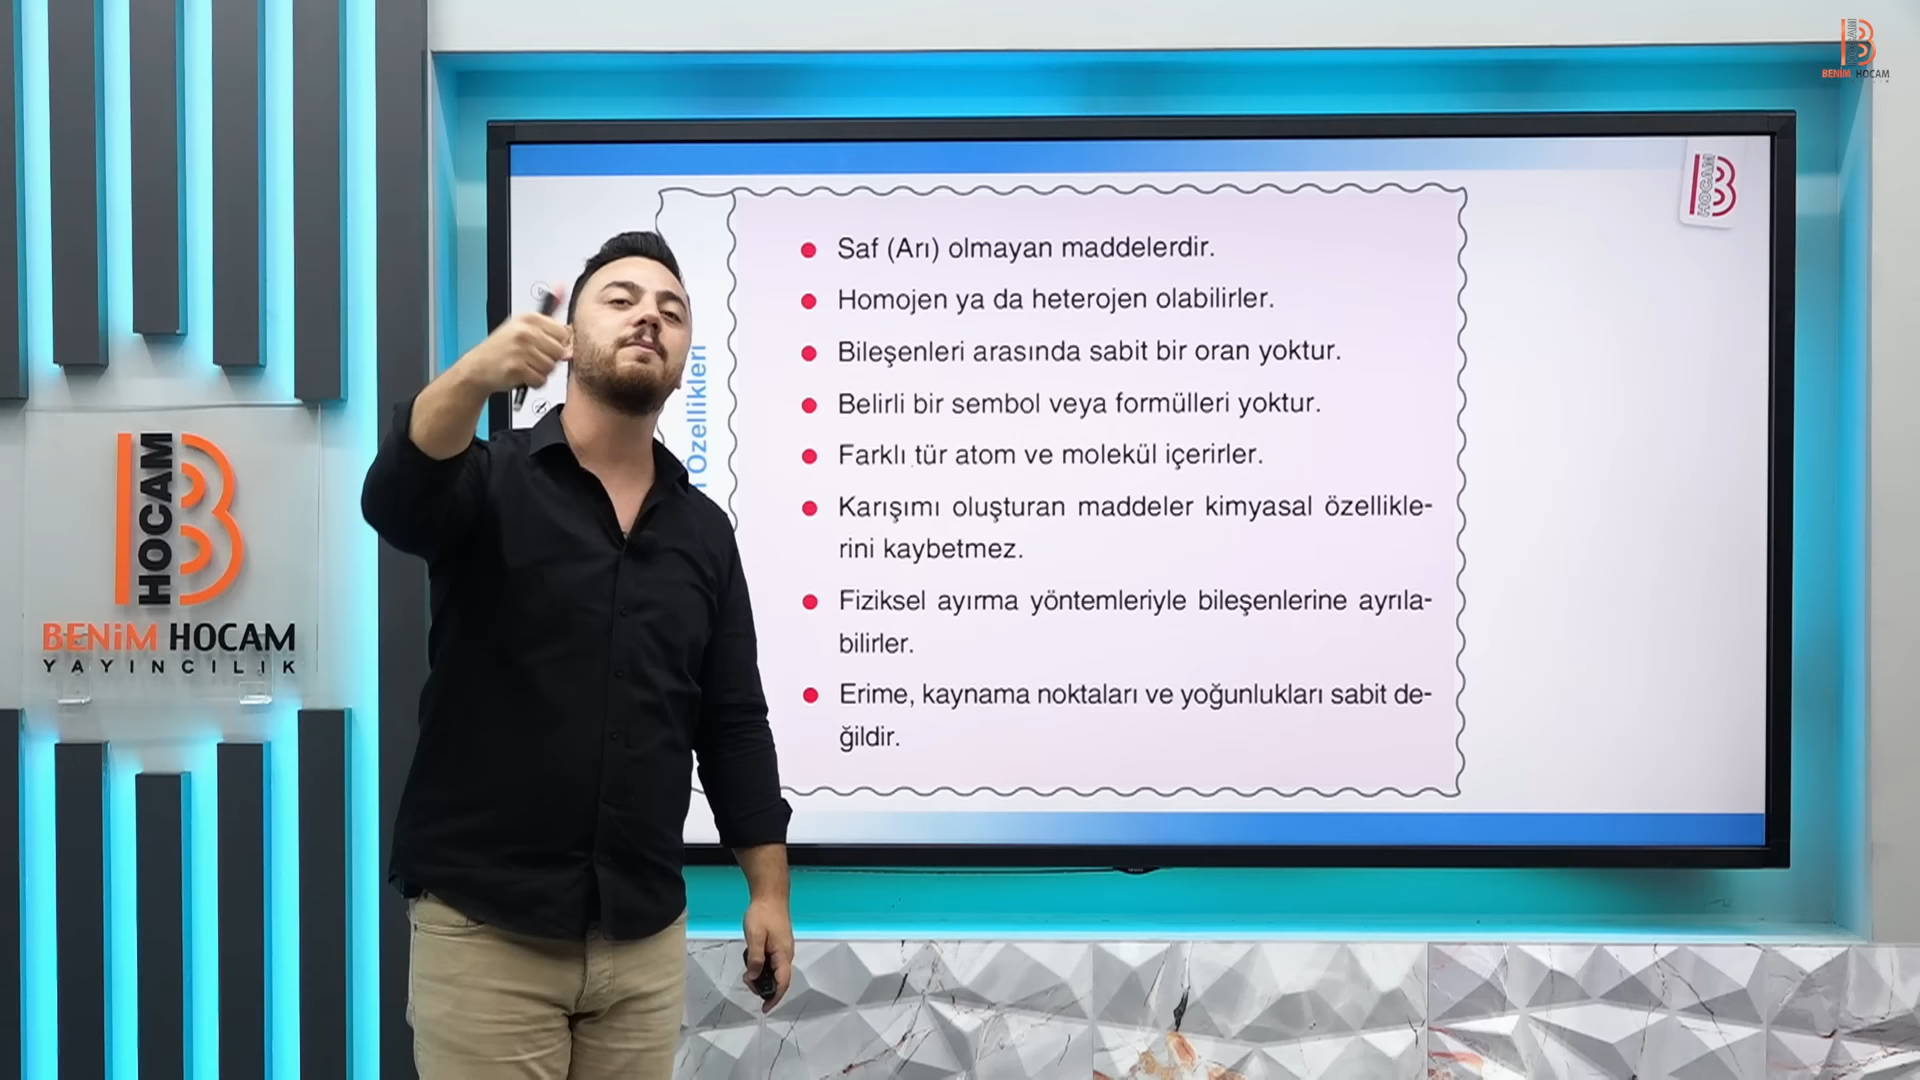 BENİM HOCAM
HOCAM
Saf (Arı) olmayan maddelerdir.
Homojen ya da heterojen olabilirler.
Bileşenleri arasında sabit bir oran yoktur.
Belirli bir sembol veya formülleri yoktur.
Farklı tür atom ve molekül içerirler.
Karışımı oluşturan maddeler kimyasal özellikle-
rini kaybetmez.
Fiziksel ayırma yöntemleriyle bileşenlerine ayrıla-
bilirler.
Erime, kaynama noktaları ve yoğunlukları sabit de-
ğildir.
Özellikleri
HOCAM
BENiM HOCAM
YAYINCILIK